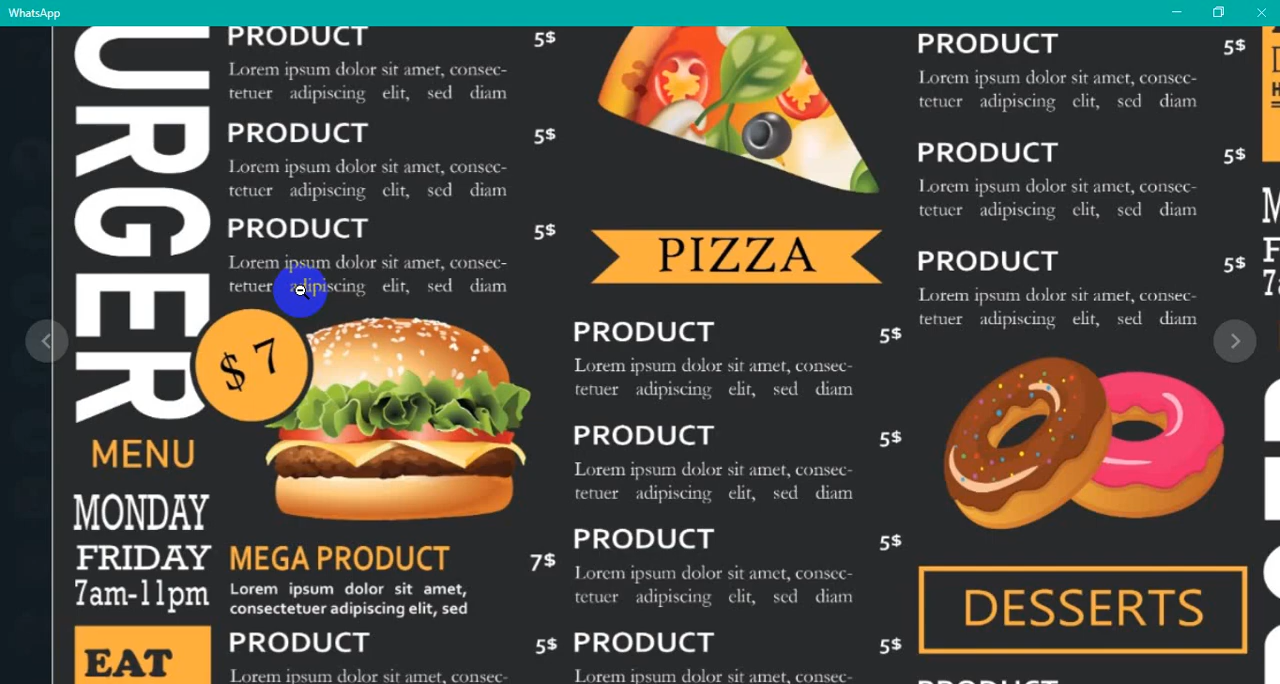 WhatsApp
URGER
MENU
MONDAY
FRIDAY
7am-11pm
EAT
PRODUCT 5$
Lorem ipsum dolor sit amet, consec-
tetuer adipiscing elit, sed diam
PRODUCT 5$
Lorem ipsum dolor sit amet, consec-
tetuer adipiscing elit, sed diam
PRODUCT 5$
Lorem ipsum dolor sit amet, consec-
tetuer adipiscing elit, sed diam
$ 7
MEGA PRODUCT 7$
Lorem ipsum dolor sit amet,
consectetuer adipiscing elit, sed
PRODUCT 5$
Lorem ipsum dolor sit amet, consec-
PIZZA
PRODUCT 5$
Lorem ipsum dolor sit amet, consec-
tetuer adipiscing elit, sed diam
PRODUCT 5$
Lorem ipsum dolor sit amet, consec-
tetuer adipiscing elit, sed diam
PRODUCT 5$
Lorem ipsum dolor sit amet, consec-
tetuer adipiscing elit, sed diam
PRODUCT 5$
Lorem ipsum dolor sit amet, consec-
PRODUCT 5$
Lorem ipsum dolor sit amet, consec-
tetuer adipiscing elit, sed diam
PRODUCT 5$
Lorem ipsum dolor sit amet, consec-
tetuer adipiscing elit, sed diam
PRODUCT 5$
Lorem ipsum dolor sit amet, consec-
tetuer adipiscing elit, sed diam
DESSERTS
PRODUCT